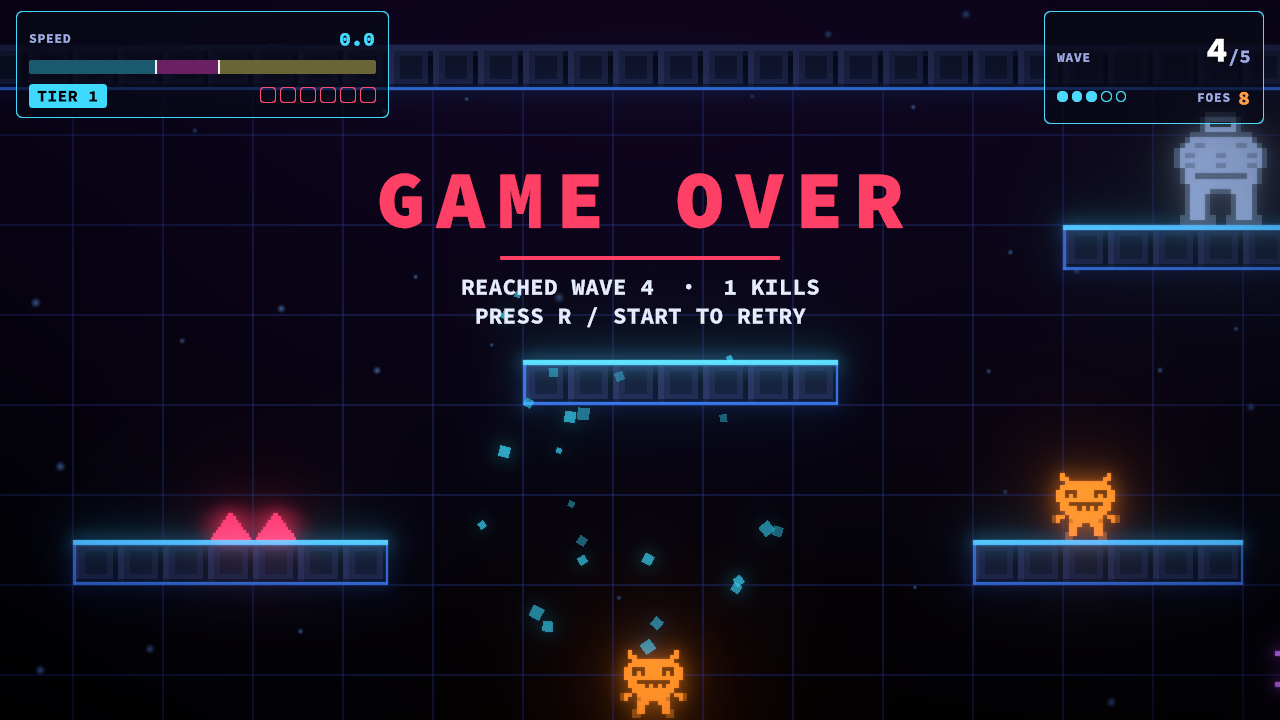 SPEED 0.0
TIER 1
WAVE 4/5
FOES 8
GAME OVER
REACHED WAVE 4 · 1 KILLS
PRESS R / START TO RETRY